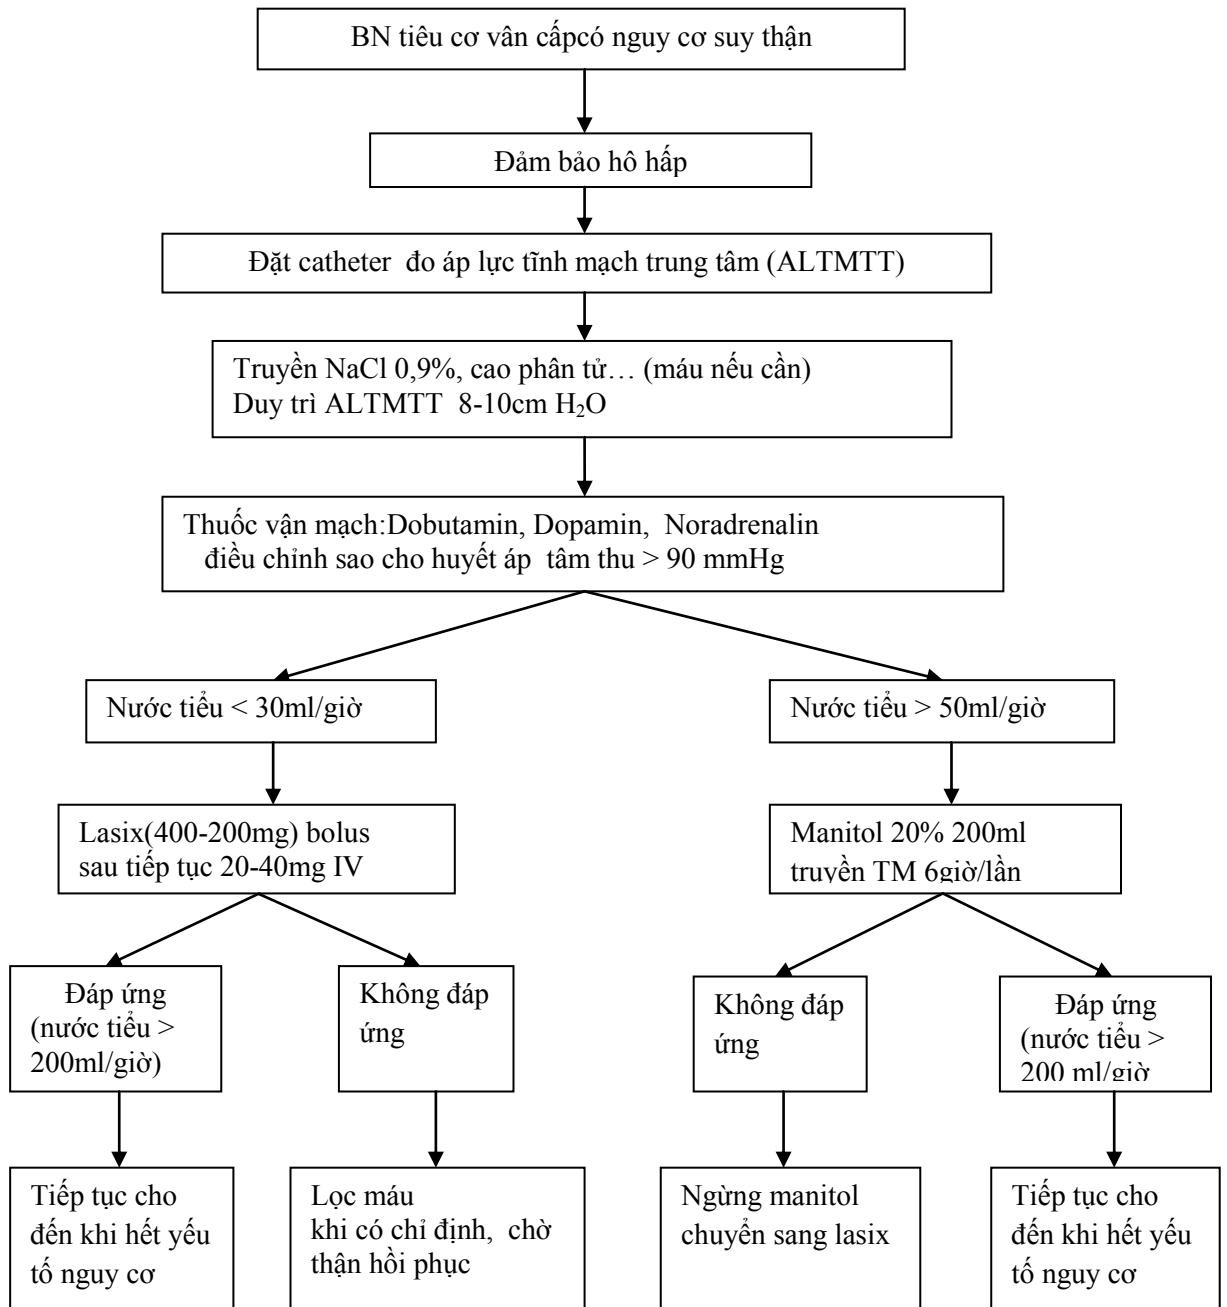 BN tiêu cơ vân cấpcó nguy cơ suy thận
Đảm bảo hô hấp
Đặt catheter đo áp lực tĩnh mạch trung tâm (ALTMTT)
Truyền NaCl 0,9%, cao phân tử… (máu nếu cần)
Duy trì ALTMTT 8-10cm H₂O
Thuốc vận mạch:Dobutamin, Dopamin, Noradrenalin
điều chỉnh sao cho huyết áp tâm thu > 90 mmHg
Nước tiểu < 30ml/giờ
Nước tiểu > 50ml/giờ
Lasix(400-200mg) bolus
sau tiếp tục 20-40mg IV
Manitol 20% 200ml
truyền TM 6giờ/lần
Đáp ứng
(nước tiểu >
200ml/giờ)
Không đáp
ứng
Không đáp
ứng
Đáp ứng
(nước tiểu >
200 ml/giờ
Tiếp tục cho
đến khi hết yếu
tố nguy cơ
Lọc máu
khi có chỉ định, chờ
thận hồi phục
Ngừng manitol
chuyển sang lasix
Tiếp tục cho
đến khi hết yếu
tố nguy cơ